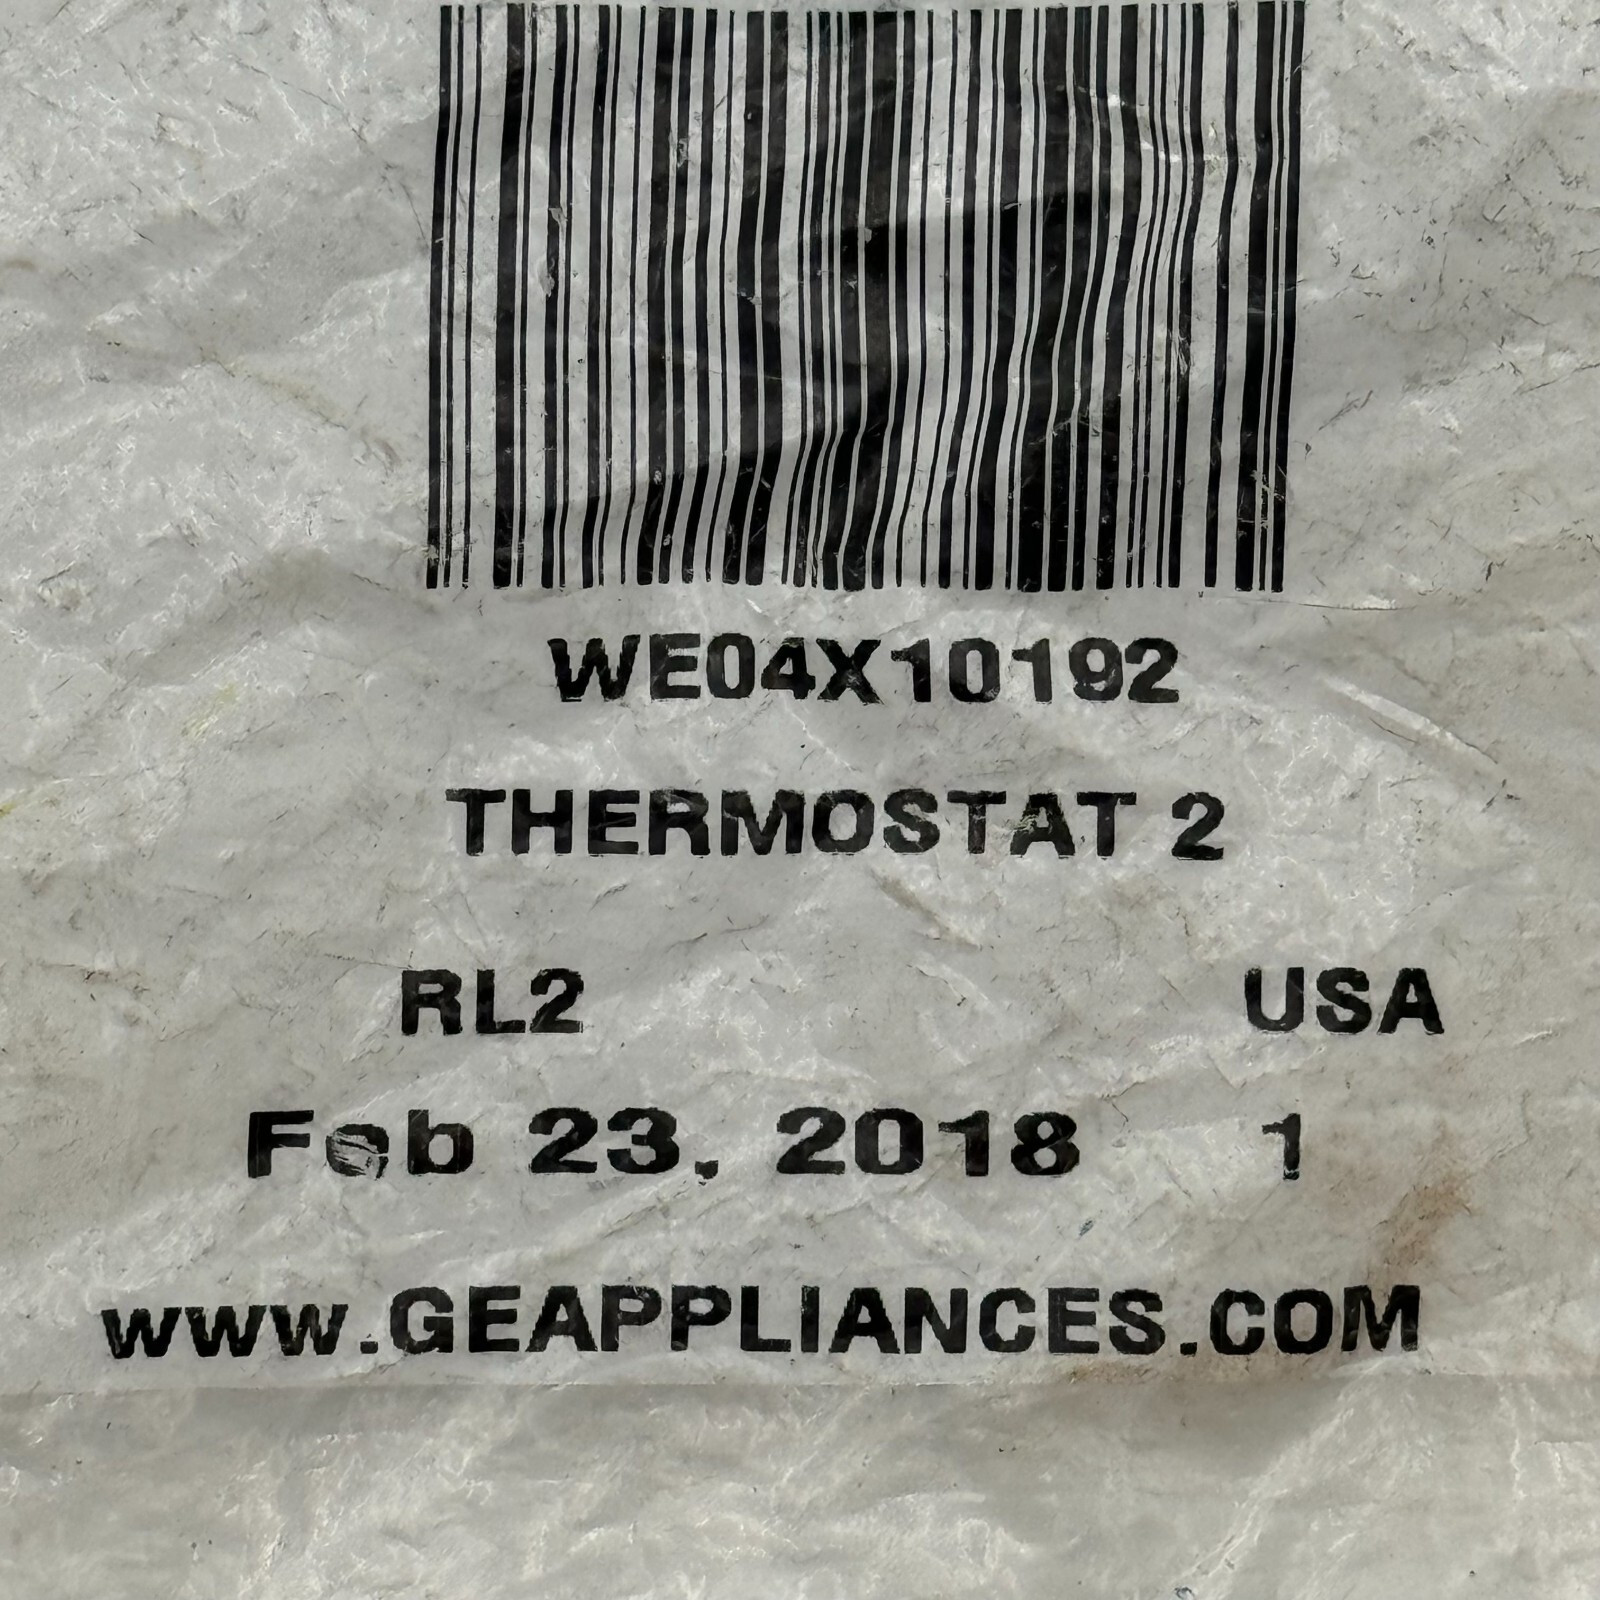 WE04X10192
THERMOSTAT 2
RL2 USA
Feb 23, 2018 1
www.GEAPPLIANCES.COM